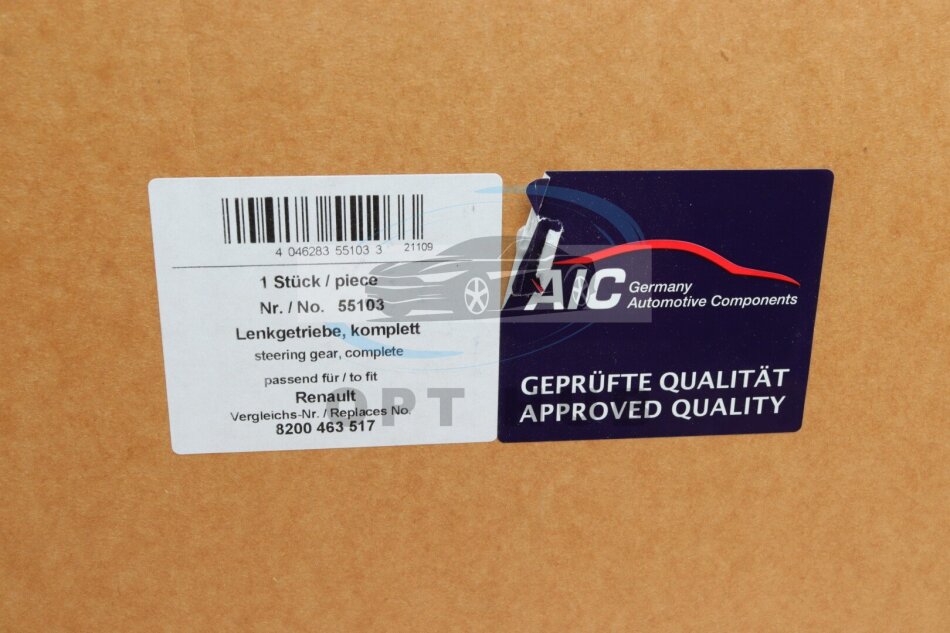 4 046283 55103 3 21109
1 Stück / piece
Nr. / No. 55103
Lenkgetriebe, komplett
steering gear, complete
passend für / to fit
Renault
Vergleichs-Nr. / Replaces No.
8200 463 517
AIC Germany
Automotive Components
GEPRÜFTE QUALITÄT
APPROVED QUALITY
OPT